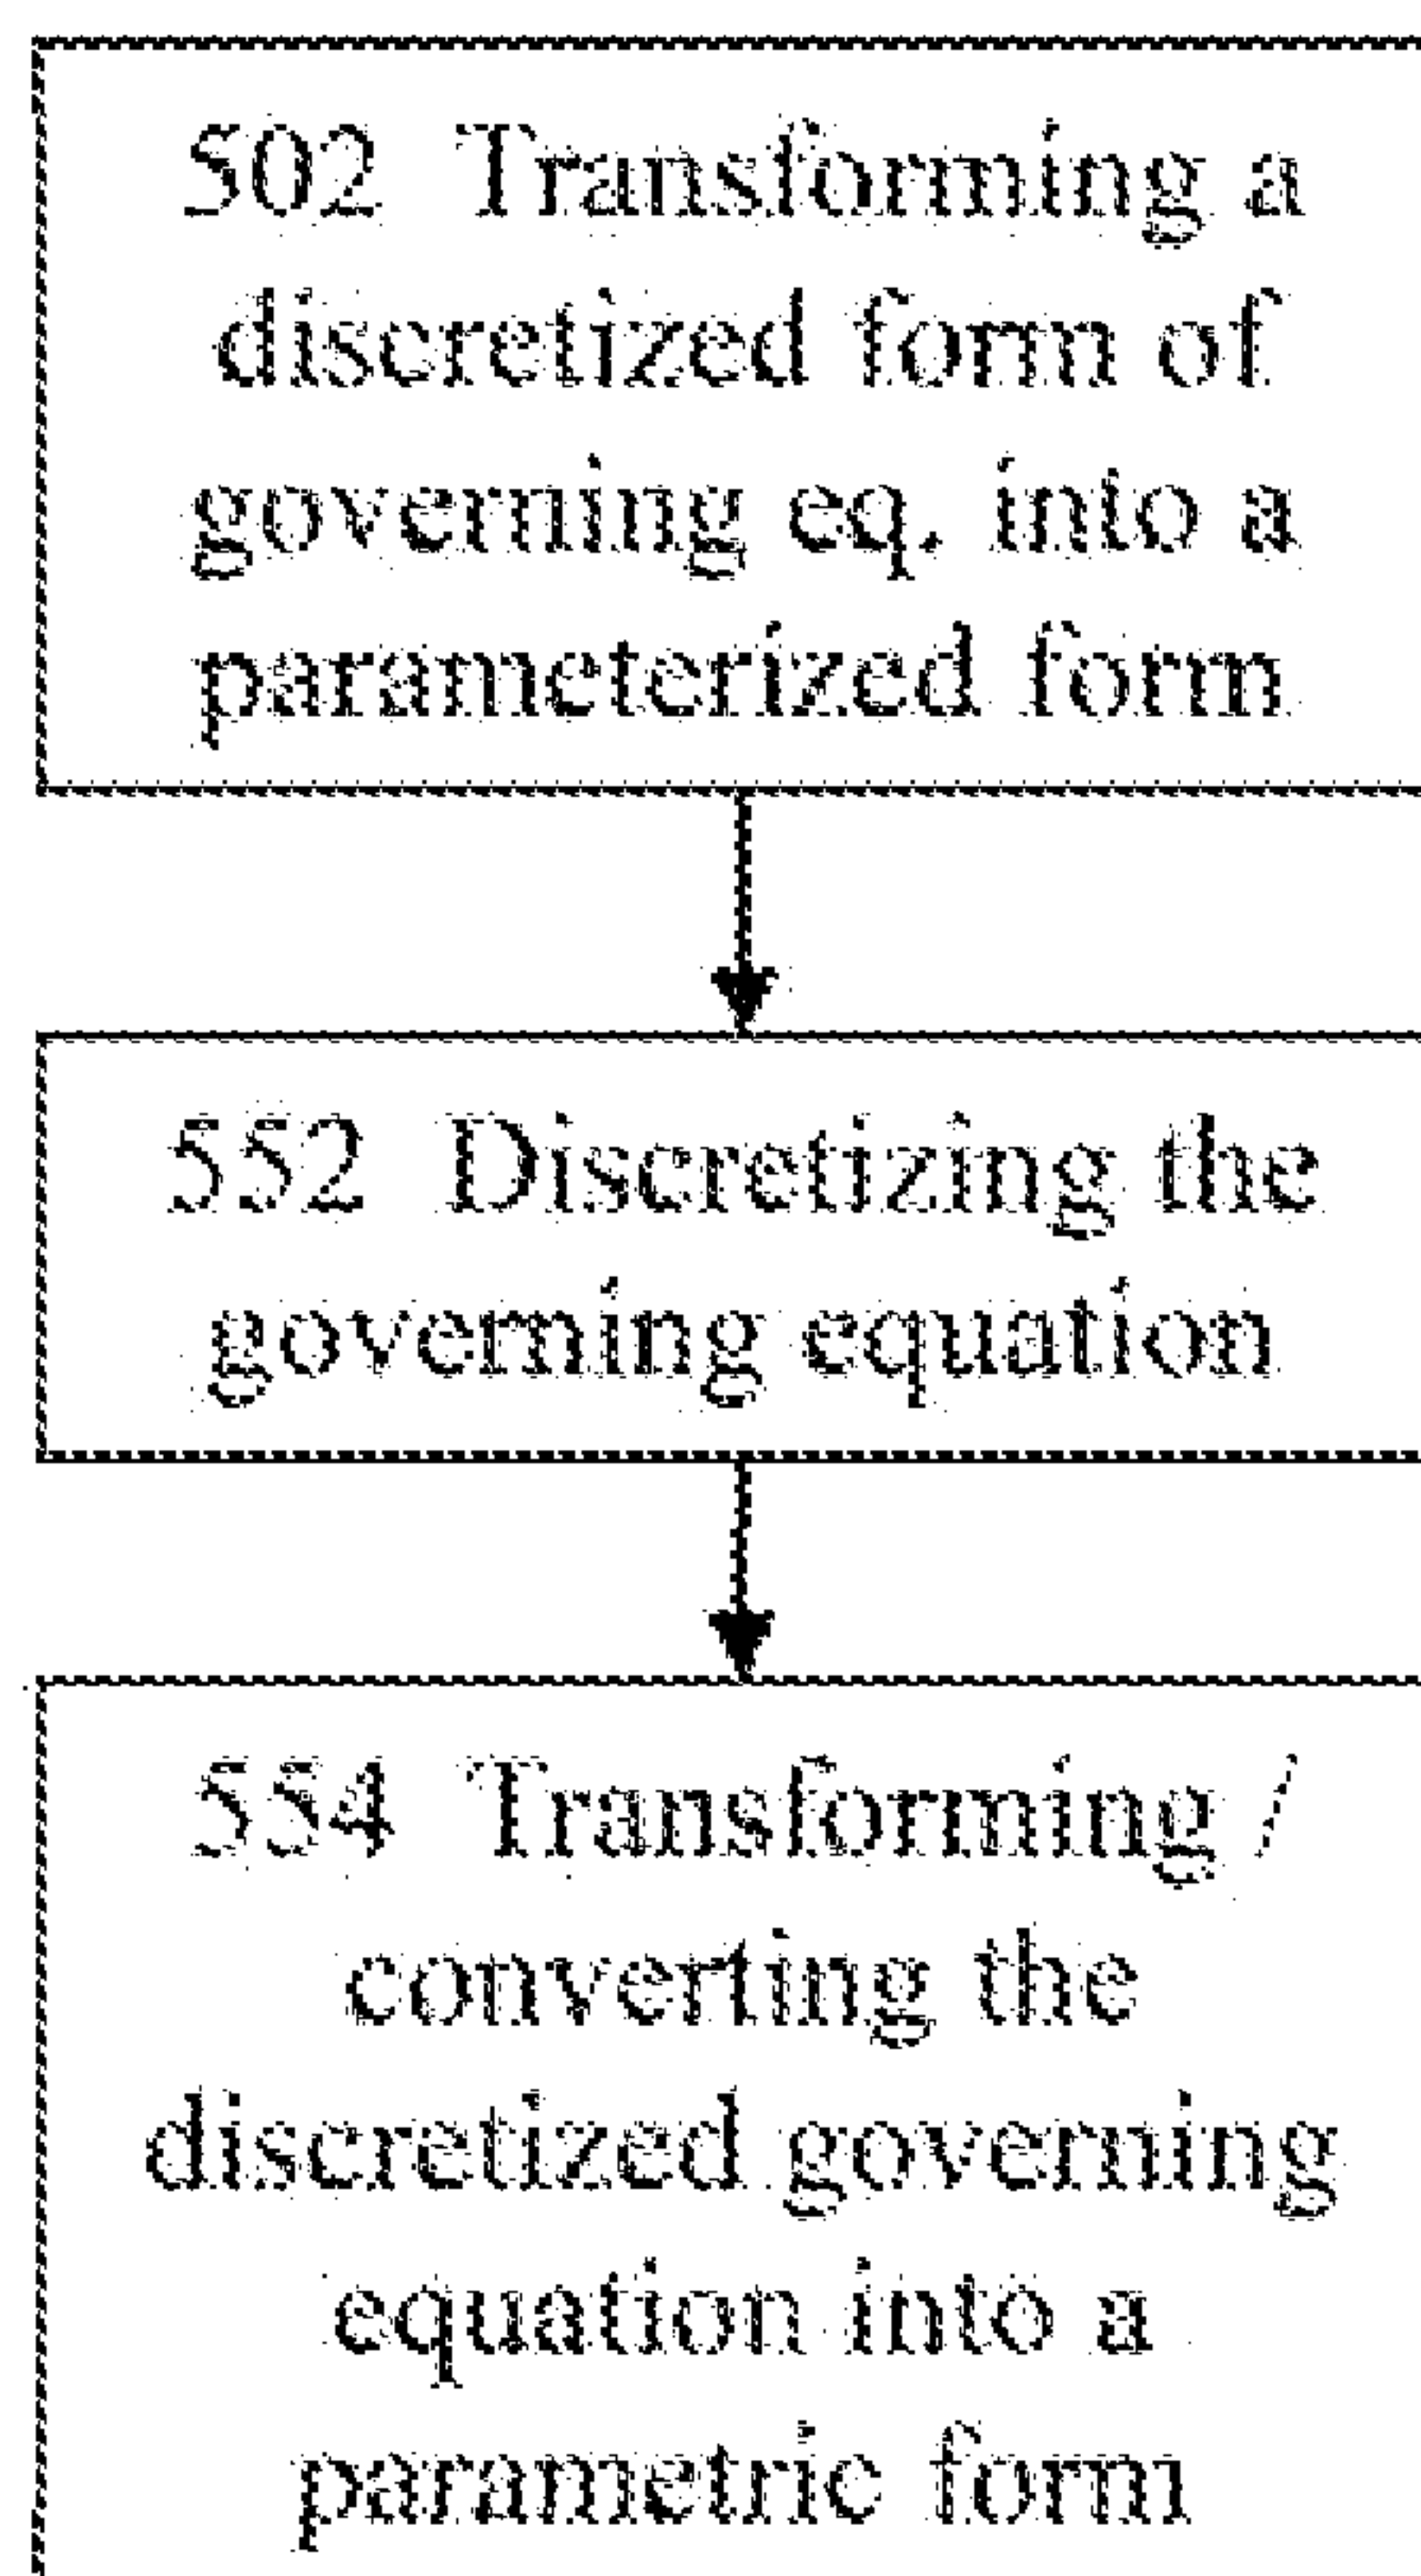 502 Transforming a
discretized form of
governing eq. into a
parameterized form
552 Discretizing the
governing equation
554 Transforming /
converting the
discretized governing
equation into a
parametric form